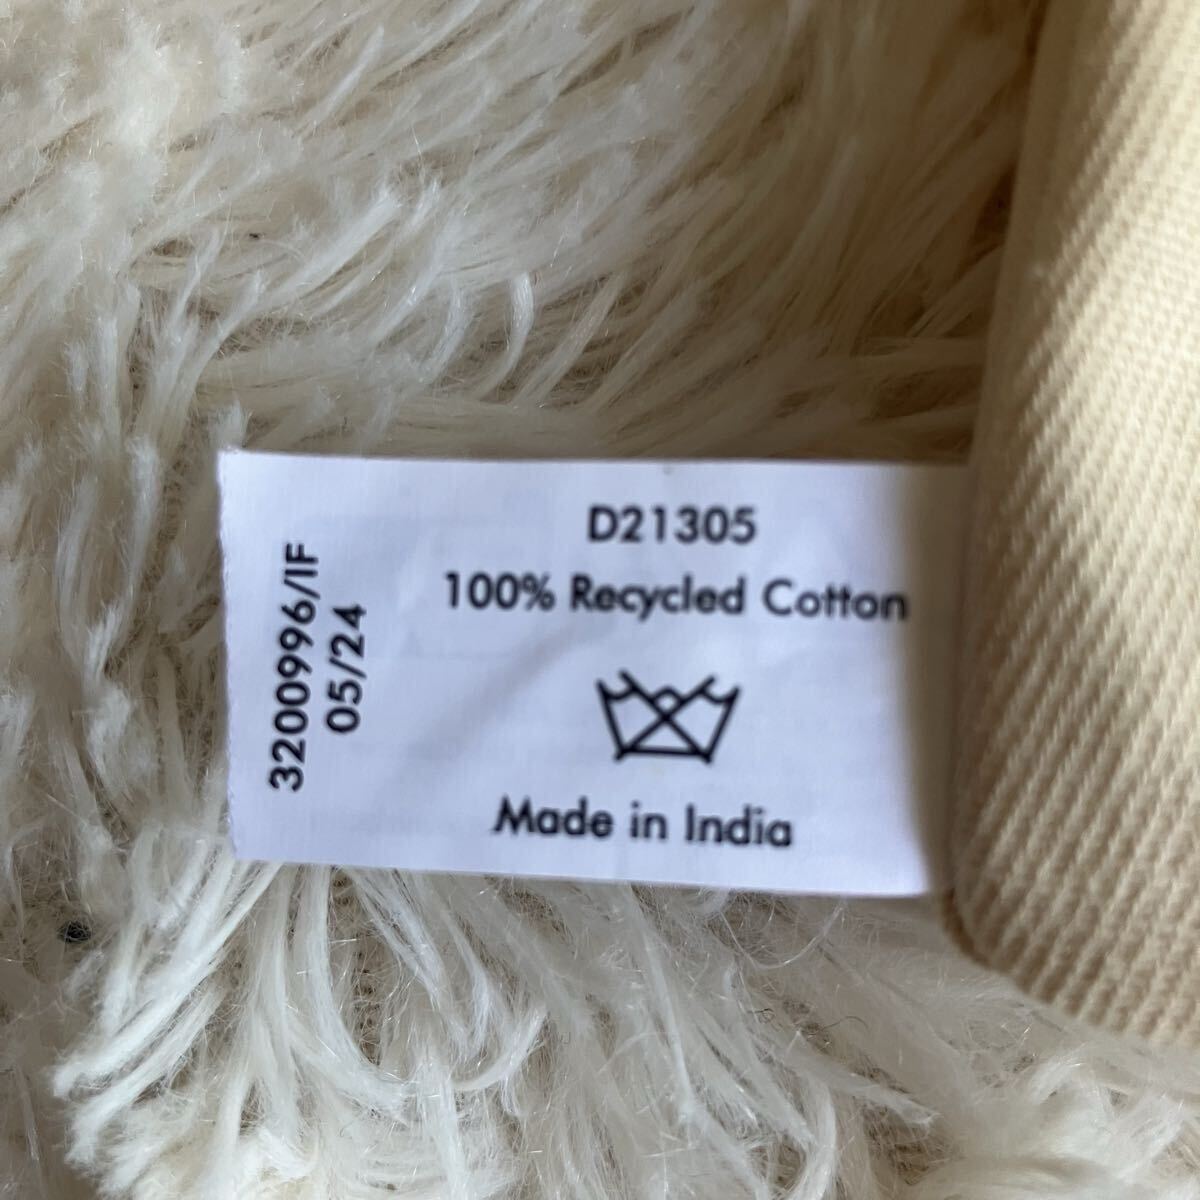 D21305
100% Recycled Cotton
Made in India
3200996/IF
05/24